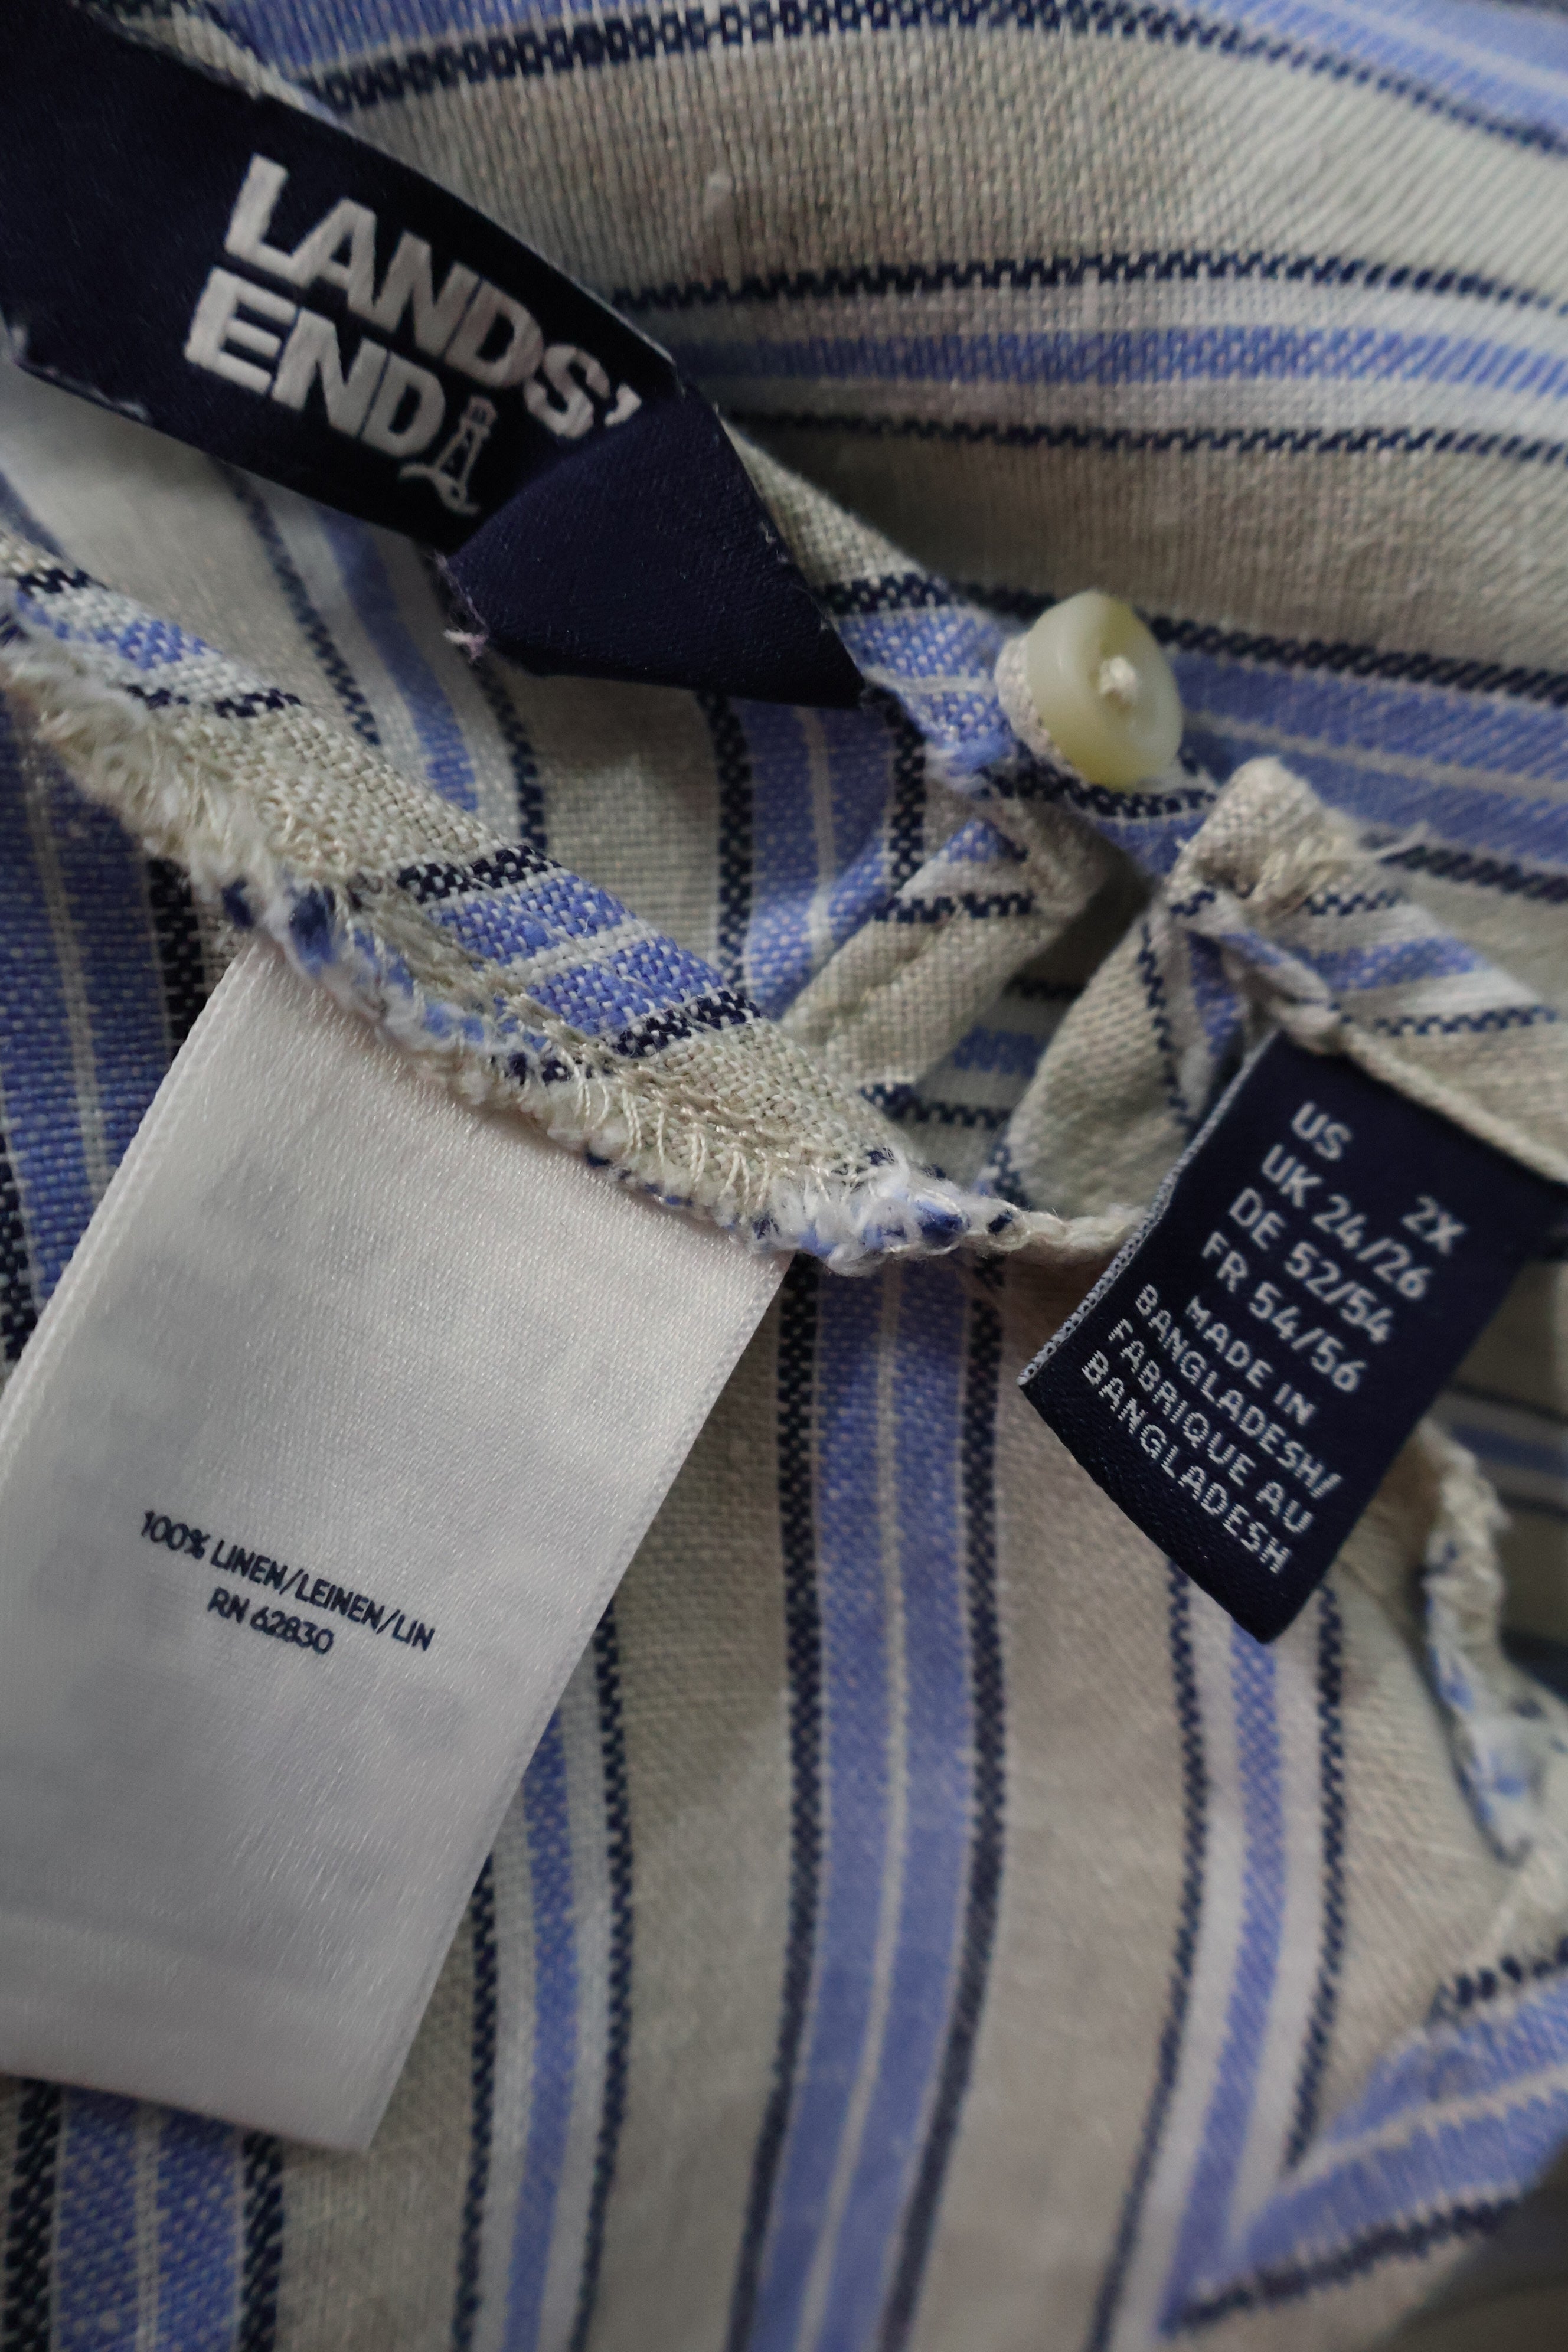 LANDS'
END
US 2X
UK 24/26
DE 52/54
FR 54/56
MADE IN
BANGLADESH/
FABRIQUE AU
BANGLADESH
100% LINEN/LEINEN/LIN
RN 62830